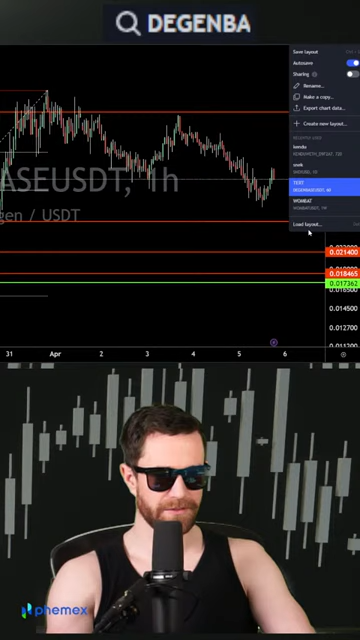 DEGENBA
Save layout
Autosave
Sharing
Rename...
Make a copy...
Export chart data...
Create new layout...
TEST
WOMBAT
Load layout...
ASEUSDT, 1h
gen / USDT
0.021400
0.018465
0.017362
0.016500
0.014500
0.012700
31 Apr 2 3 4 5 6
phemex